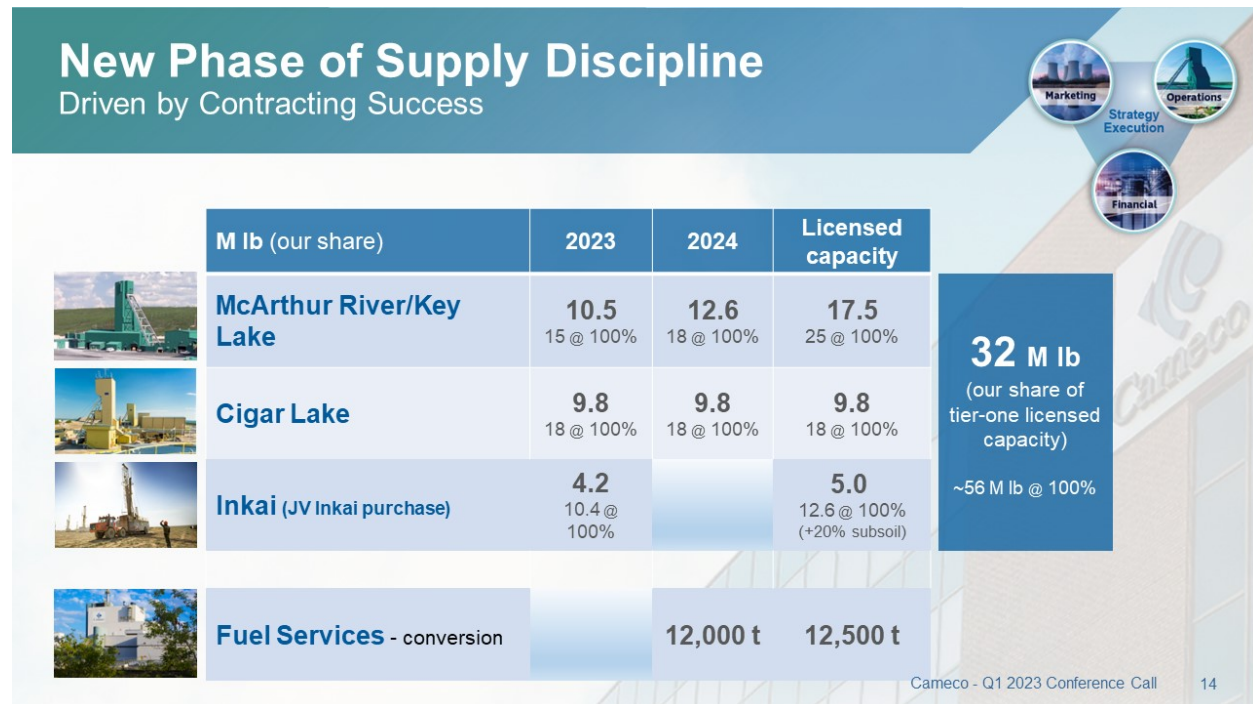 New Phase of Supply Discipline
Driven by Contracting Success
Marketing
Operations
Strategy
Execution
Financial
M lb (our share)
2023
2024
Licensed
capacity
McArthur River/Key
Lake
10.5
15 @ 100%
12.6
18 @ 100%
17.5
25 @ 100%
Cigar Lake
9.8
18 @ 100%
9.8
18 @ 100%
9.8
18 @ 100%
Inkai (JV Inkai purchase)
4.2
10.4 @
100%
5.0
12.6 @ 100%
(+20% subsoil)
32 M lb
(our share of
tier-one licensed
capacity)
~56 M lb @ 100%
Fuel Services - conversion
12,000 t
12,500 t
Cameco
Cameco - Q1 2023 Conference Call
14